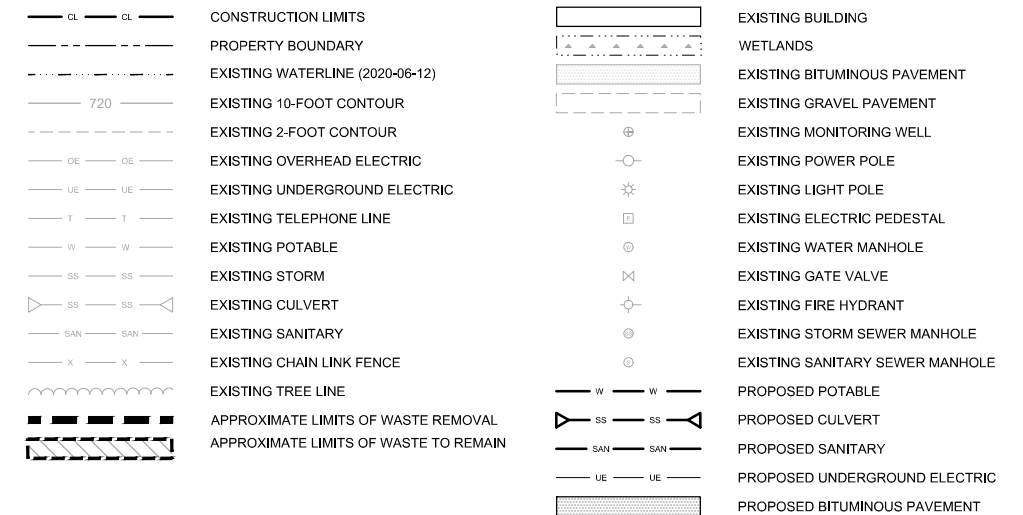 CL CL CONSTRUCTION LIMITS
PROPERTY BOUNDARY
EXISTING WATERLINE (2020-06-12)
720 EXISTING 10-FOOT CONTOUR
EXISTING 2-FOOT CONTOUR
OE OE EXISTING OVERHEAD ELECTRIC
UE UE EXISTING UNDERGROUND ELECTRIC
T T EXISTING TELEPHONE LINE
W W EXISTING POTABLE
SS SS EXISTING STORM
SS SS EXISTING CULVERT
SAN SAN EXISTING SANITARY
X X EXISTING CHAIN LINK FENCE
EXISTING TREE LINE
APPROXIMATE LIMITS OF WASTE REMOVAL
APPROXIMATE LIMITS OF WASTE TO REMAIN
EXISTING BUILDING
WETLANDS
EXISTING BITUMINOUS PAVEMENT
EXISTING GRAVEL PAVEMENT
EXISTING MONITORING WELL
EXISTING POWER POLE
EXISTING LIGHT POLE
E EXISTING ELECTRIC PEDESTAL
W EXISTING WATER MANHOLE
EXISTING GATE VALVE
EXISTING FIRE HYDRANT
EXISTING STORM SEWER MANHOLE
S EXISTING SANITARY SEWER MANHOLE
W W PROPOSED POTABLE
SS SS PROPOSED CULVERT
SAN SAN PROPOSED SANITARY
UE UE PROPOSED UNDERGROUND ELECTRIC
PROPOSED BITUMINOUS PAVEMENT